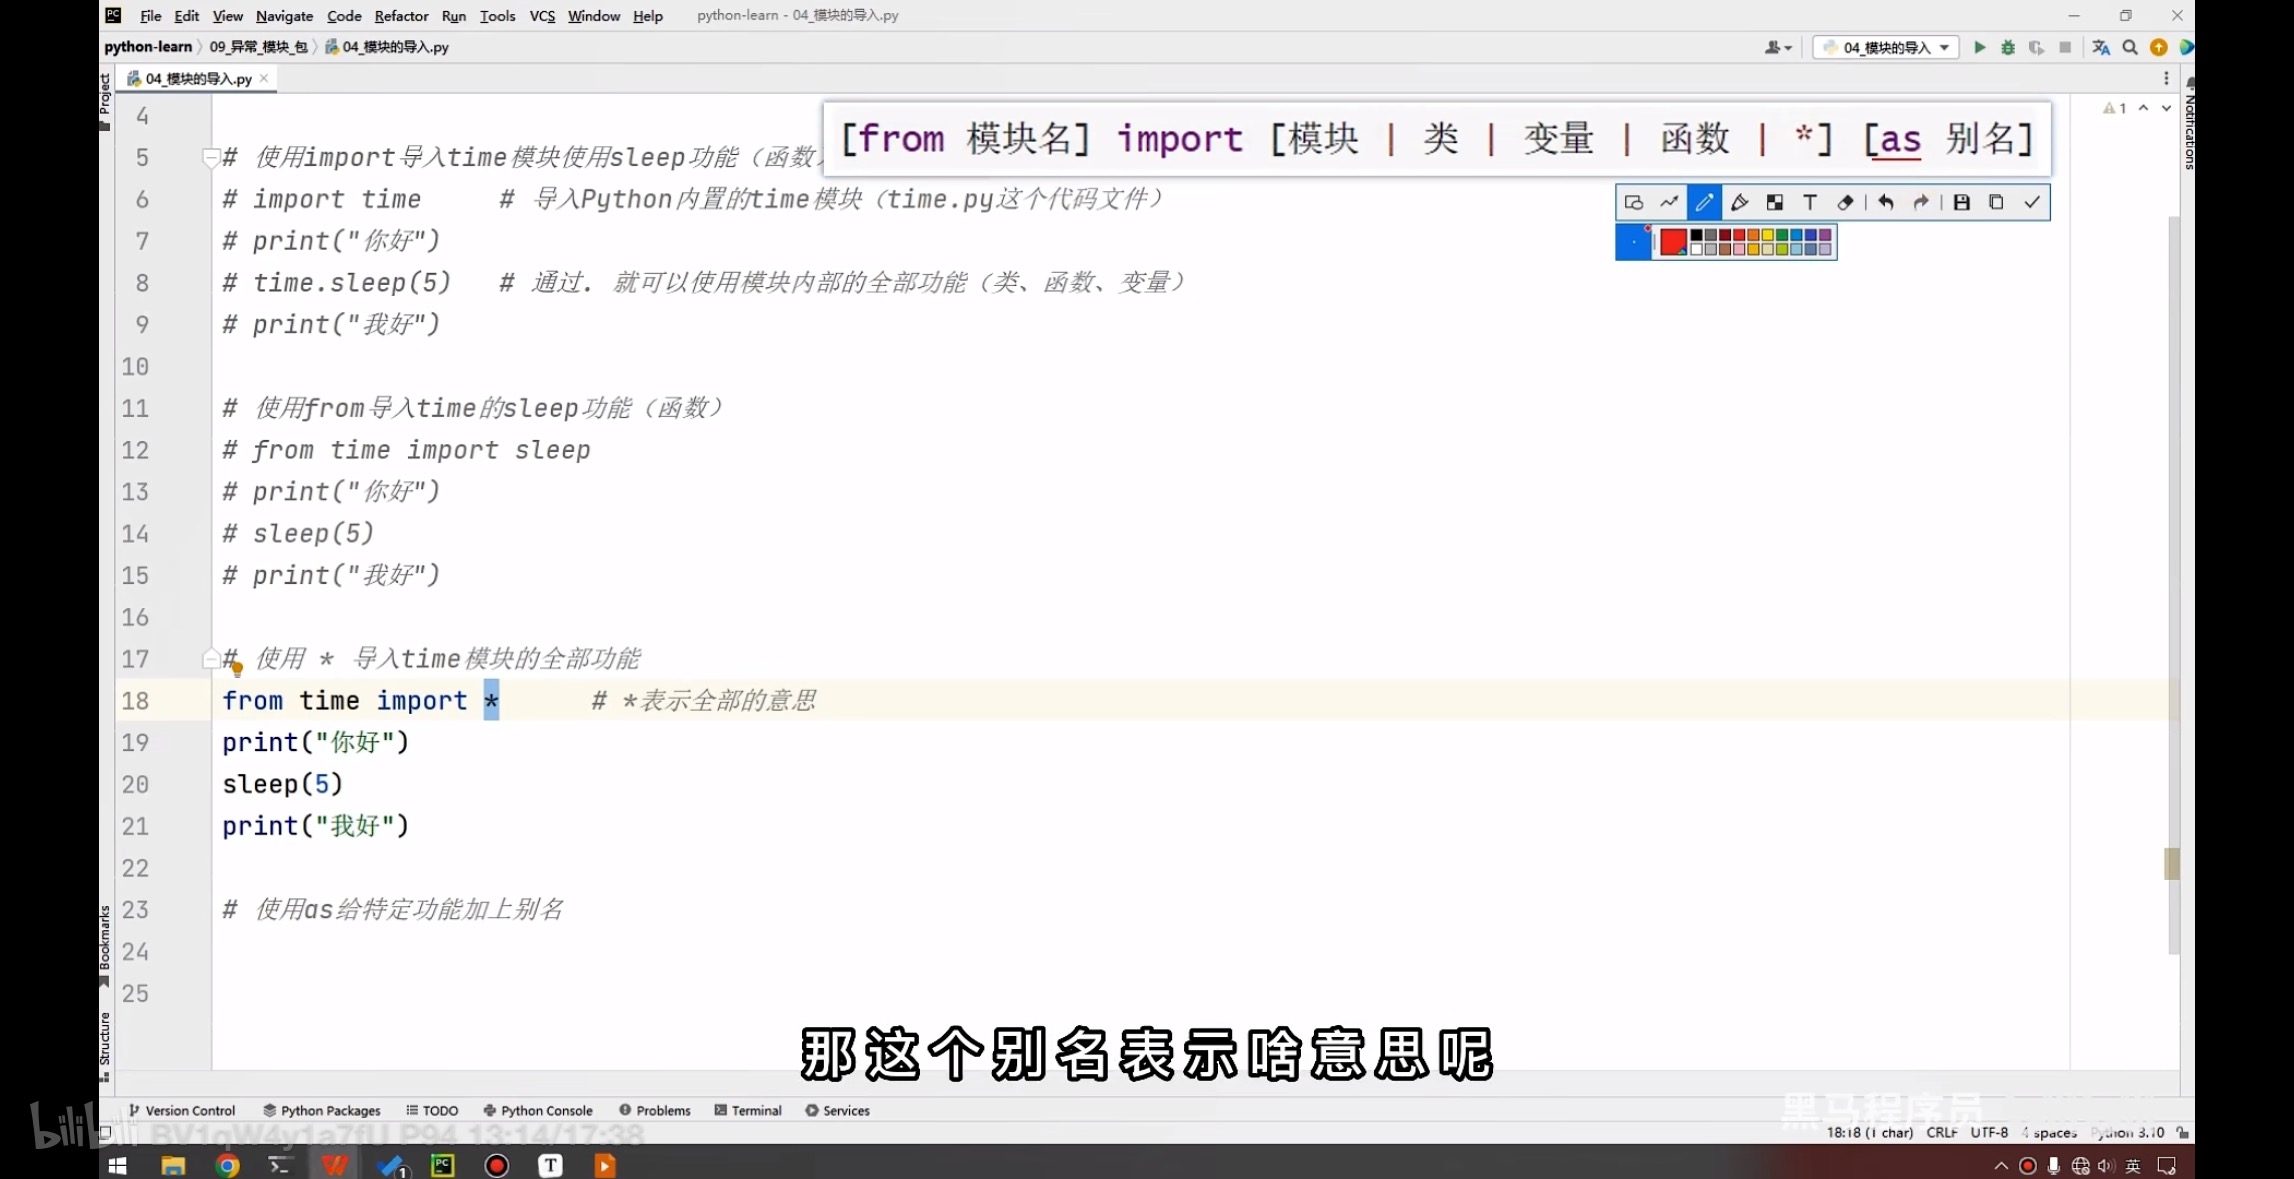 File Edit View Navigate Code Refactor Run Tools VCS Window Help python-learn - 04_模块的导入.py
python-learn 09_异常_模块_包 04_模块的导入.py 04_模块的导入
Project 04_模块的导入.py
Notifications
[from 模块名] import [模块 | 类 | 变量 | 函数 | *] [as 别名]
1
4
5 # 使用import导入time模块使用sleep功能（函数）
6 # import time # 导入Python内置的time模块（time.py这个代码文件）
7 # print("你好")
8 # time.sleep(5) # 通过. 就可以使用模块内部的全部功能（类、函数、变量）
9 # print("我好")
10
11 # 使用from导入time的sleep功能（函数）
12 # from time import sleep
13 # print("你好")
14 # sleep(5)
15 # print("我好")
16
17 # 使用 * 导入time模块的全部功能
18 from time import * # *表示全部的意思
19 print("你好")
20 sleep(5)
21 print("我好")
22
23 # 使用as给特定功能加上别名
24
25
Bookmarks
Structure
那这个别名表示啥意思呢
Version Control Python Packages TODO Python Console Problems Terminal Services
黑马程序员
bilibili BV1qW4y1a7fU P94 13:14/17:38
18:18 (1 char) CRLF UTF-8 4 spaces Python 3.10
英